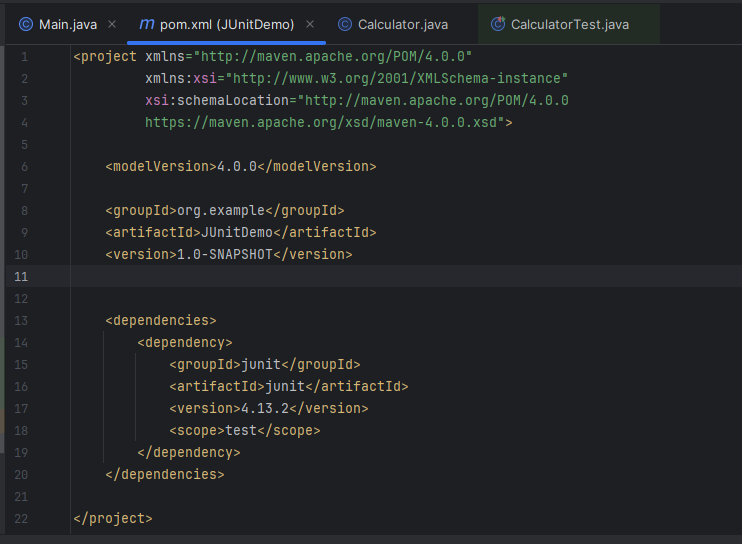 Main.java pom.xml (JUnitDemo) Calculator.java CalculatorTest.java
1 <project xmlns="http://maven.apache.org/POM/4.0.0"
2 xmlns:xsi="http://www.w3.org/2001/XMLSchema-instance"
3 xsi:schemaLocation="http://maven.apache.org/POM/4.0.0
4 https://maven.apache.org/xsd/maven-4.0.0.xsd">
5
6 <modelVersion>4.0.0</modelVersion>
7
8 <groupId>org.example</groupId>
9 <artifactId>JUnitDemo</artifactId>
10 <version>1.0-SNAPSHOT</version>
11
12
13 <dependencies>
14 <dependency>
15 <groupId>junit</groupId>
16 <artifactId>junit</artifactId>
17 <version>4.13.2</version>
18 <scope>test</scope>
19 </dependency>
20 </dependencies>
21
22 </project>